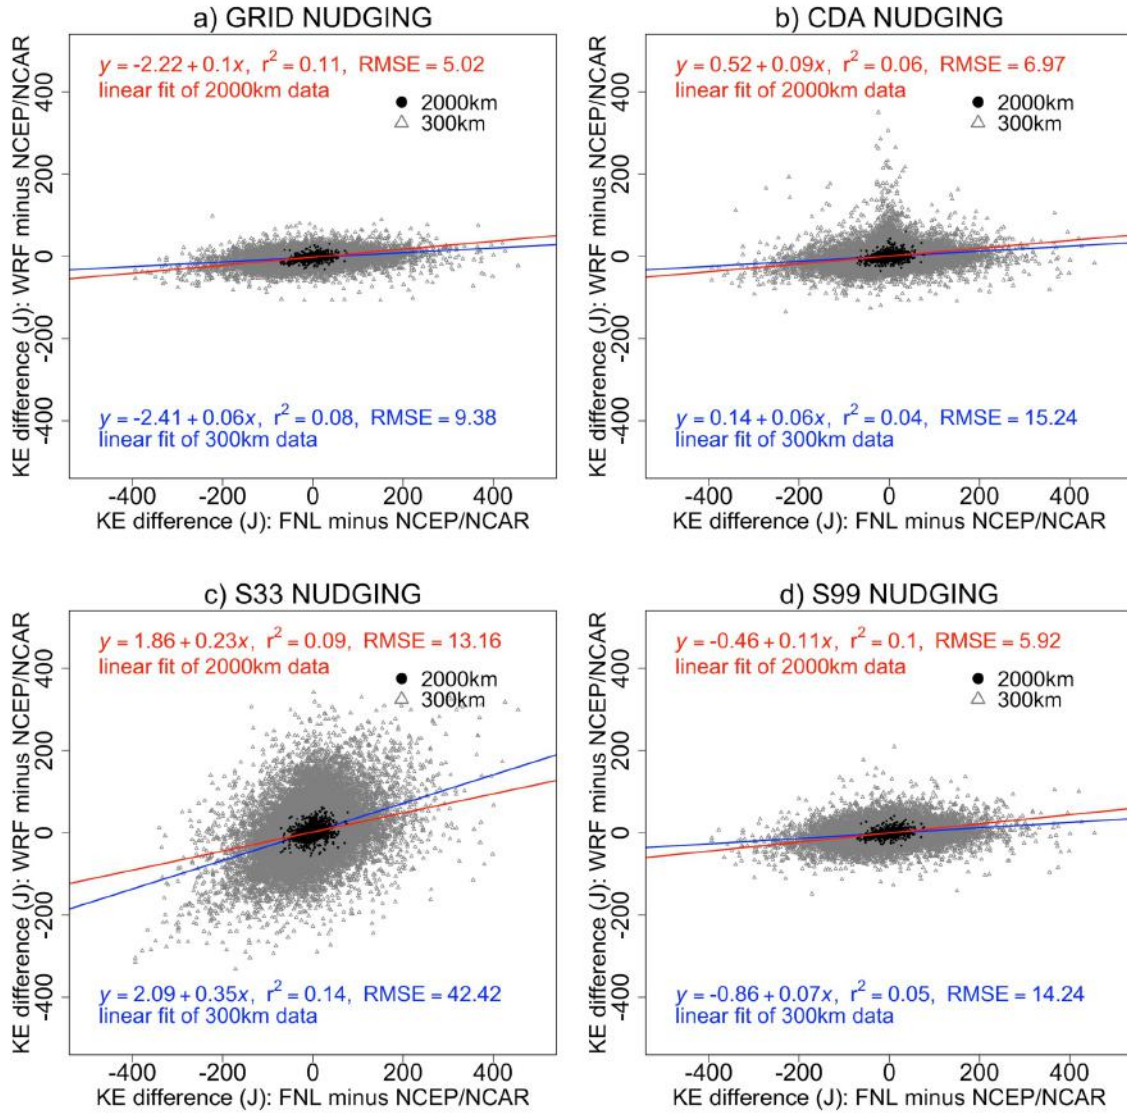 a) GRID NUDGING
KE difference (J): WRF minus NCEP/NCAR
400
200
0
-200
-400
y = -2.22 + 0.1x, r² = 0.11, RMSE = 5.02
linear fit of 2000km data
2000km
300km
y = -2.41 + 0.06x, r² = 0.08, RMSE = 9.38
linear fit of 300km data
-400 -200 0 200 400
KE difference (J): FNL minus NCEP/NCAR
b) CDA NUDGING
KE difference (J): WRF minus NCEP/NCAR
400
200
0
-200
-400
y = 0.52 + 0.09x, r² = 0.06, RMSE = 6.97
linear fit of 2000km data
2000km
300km
y = 0.14 + 0.06x, r² = 0.04, RMSE = 15.24
linear fit of 300km data
-400 -200 0 200 400
KE difference (J): FNL minus NCEP/NCAR
c) S33 NUDGING
KE difference (J): WRF minus NCEP/NCAR
400
200
0
-200
-400
y = 1.86 + 0.23x, r² = 0.09, RMSE = 13.16
linear fit of 2000km data
2000km
300km
y = 2.09 + 0.35x, r² = 0.14, RMSE = 42.42
linear fit of 300km data
-400 -200 0 200 400
KE difference (J): FNL minus NCEP/NCAR
d) S99 NUDGING
KE difference (J): WRF minus NCEP/NCAR
400
200
0
-200
-400
y = -0.46 + 0.11x, r² = 0.1, RMSE = 5.92
linear fit of 2000km data
2000km
300km
y = -0.86 + 0.07x, r² = 0.05, RMSE = 14.24
linear fit of 300km data
-400 -200 0 200 400
KE difference (J): FNL minus NCEP/NCAR